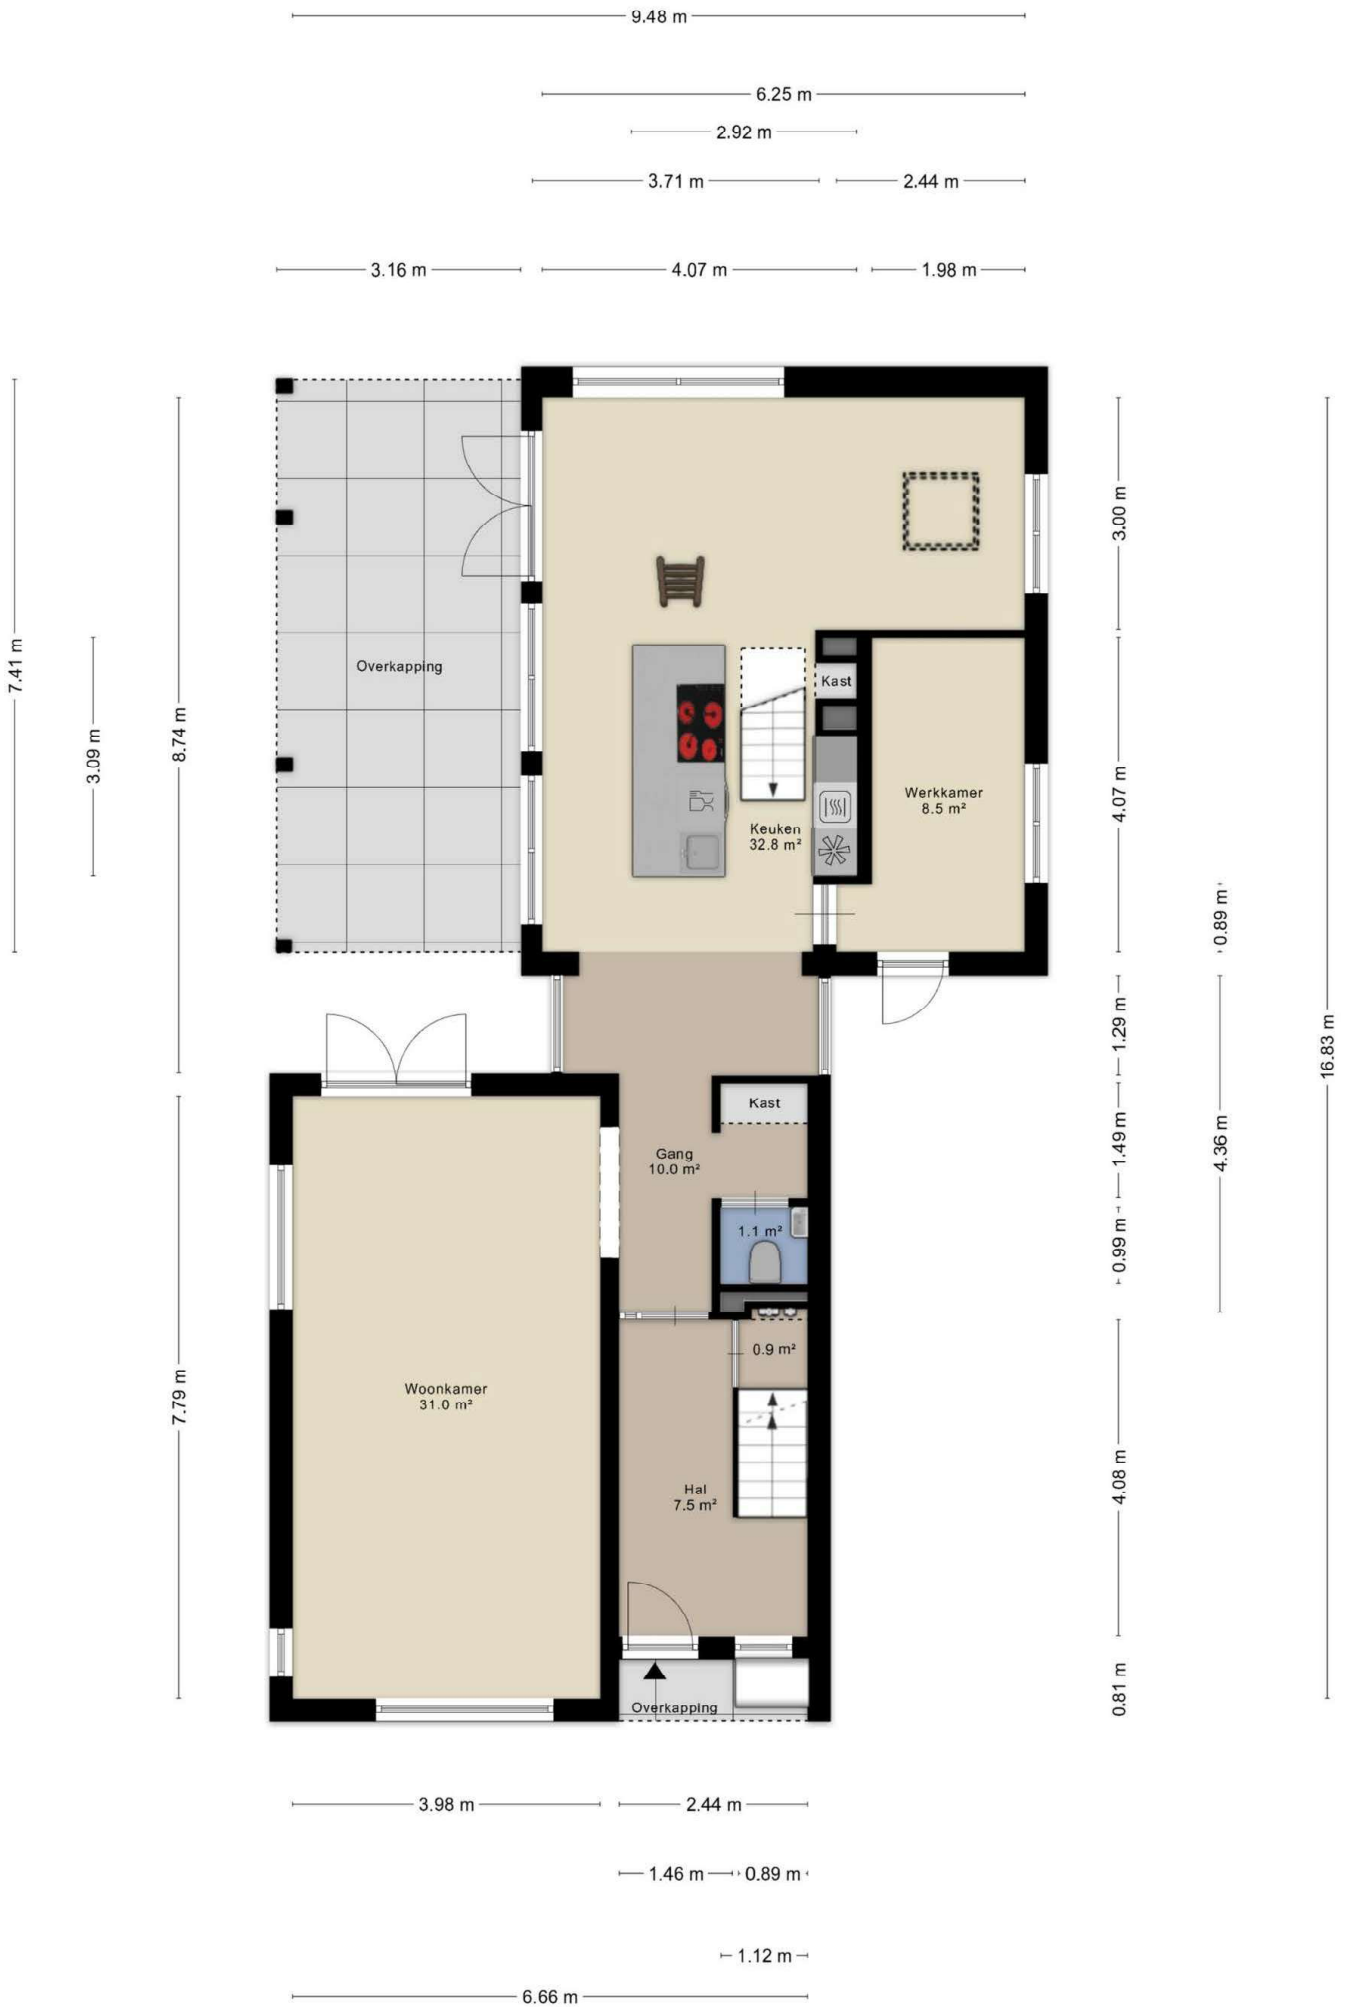 9.48 m
6.25 m
2.92 m
3.71 m
2.44 m
3.16 m
4.07 m
1.98 m
7.41 m
3.09 m
8.74 m
3.00 m
4.07 m
0.89 m
16.83 m
Overkapping
Kast
Werkkamer
8.5 m²
Keuken
32.8 m²
1.29 m
1.49 m
4.36 m
0.99 m
Kast
Gang
10.0 m²
1.1 m²
0.9 m²
Woonkamer
31.0 m²
7.79 m
Hal
7.5 m²
4.08 m
0.81 m
Overkapping
3.98 m
2.44 m
1.46 m
0.89 m
1.12 m
6.66 m